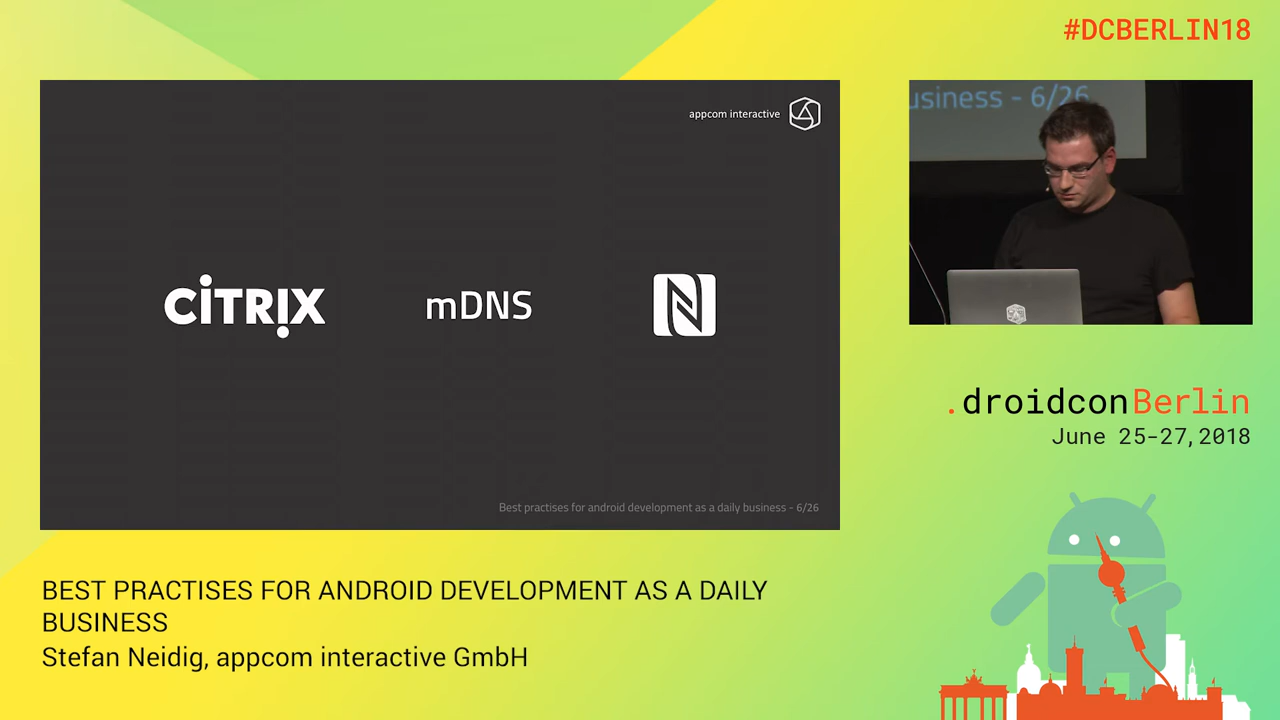 #DCBERLIN18
usiness - 6/26
appcom interactive
CiTRiX
mDNS
Best practises for android development as a daily business - 6/26
.droidconBerlin
June 25-27, 2018
BEST PRACTISES FOR ANDROID DEVELOPMENT AS A DAILY
BUSINESS
Stefan Neidig, appcom interactive GmbH